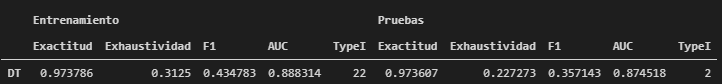 Entrenamiento Pruebas
Exactitud Exhaustividad F1 AUC TypeI Exactitud Exhaustividad F1 AUC TypeI
DT 0.973786 0.3125 0.434783 0.888314 22 0.973607 0.227273 0.357143 0.874518 2